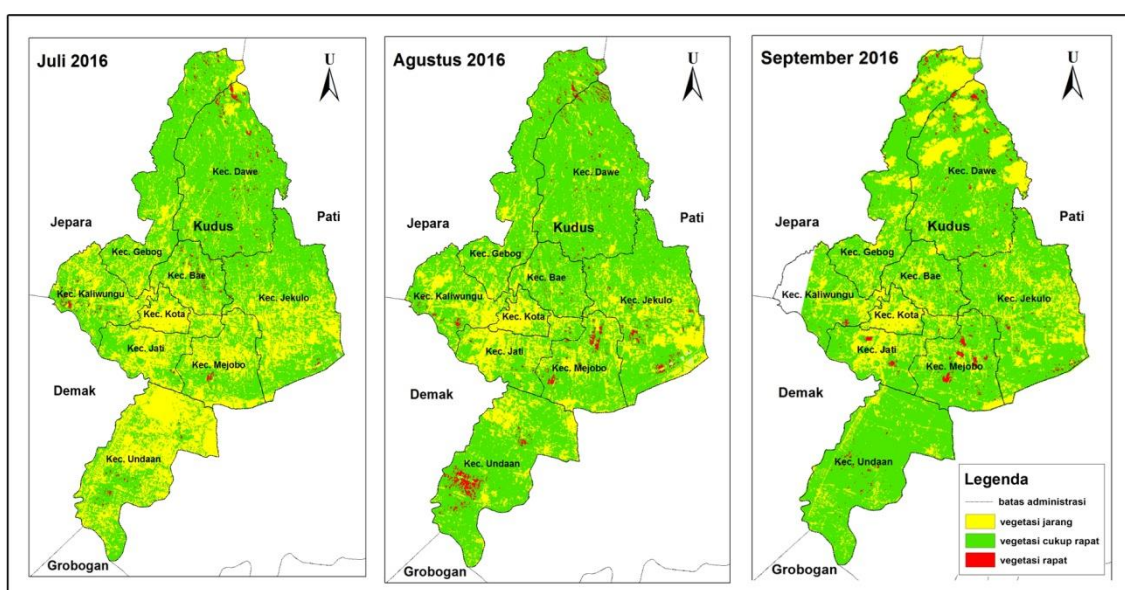 Juli 2016
U
Kec. Dawe
Jepara
Kudus
Pati
Kec. Gebog
Kec. Bae
Kec. Kaliwungu
Kec. Jekulo
Kec. Kota
Kec. Jati
Kec. Mejobo
Demak
Kec. Undaan
Grobogan
Agustus 2016
U
Kec. Dawe
Jepara
Kudus
Pati
Kec. Gebog
Kec. Bae
Kec. Kaliwungu
Kec. Jekulo
Kec. Kota
Kec. Jati
Kec. Mejobo
Demak
Kec. Undaan
Grobogan
September 2016
U
Kec. Dawe
Jepara
Kudus
Pati
Kec. Gebog
Kec. Bae
Kec. Kaliwungu
Kec. Jekulo
Kec. Kota
Kec. Jati
Kec. Mejobo
Demak
Kec. Undaan
Grobogan
Legenda
batas administrasi
vegetasi jarang
vegetasi cukup rapat
vegetasi rapat